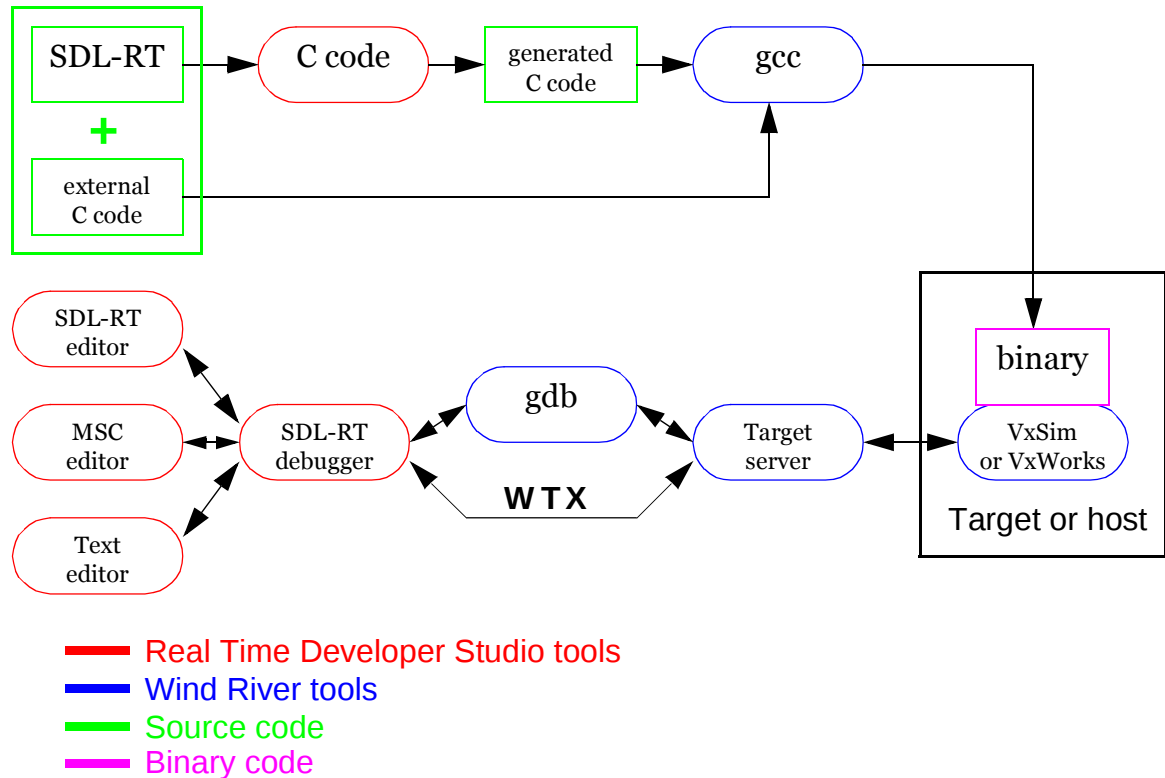 SDL-RT
C code
generated
C code
gcc
+
external
C code
SDL-RT
editor
binary
gdb
MSC
editor
SDL-RT
debugger
Target
server
VxSim
or VxWorks
WTX
Target or host
Text
editor
Real Time Developer Studio tools
Wind River tools
Source code
Binary code